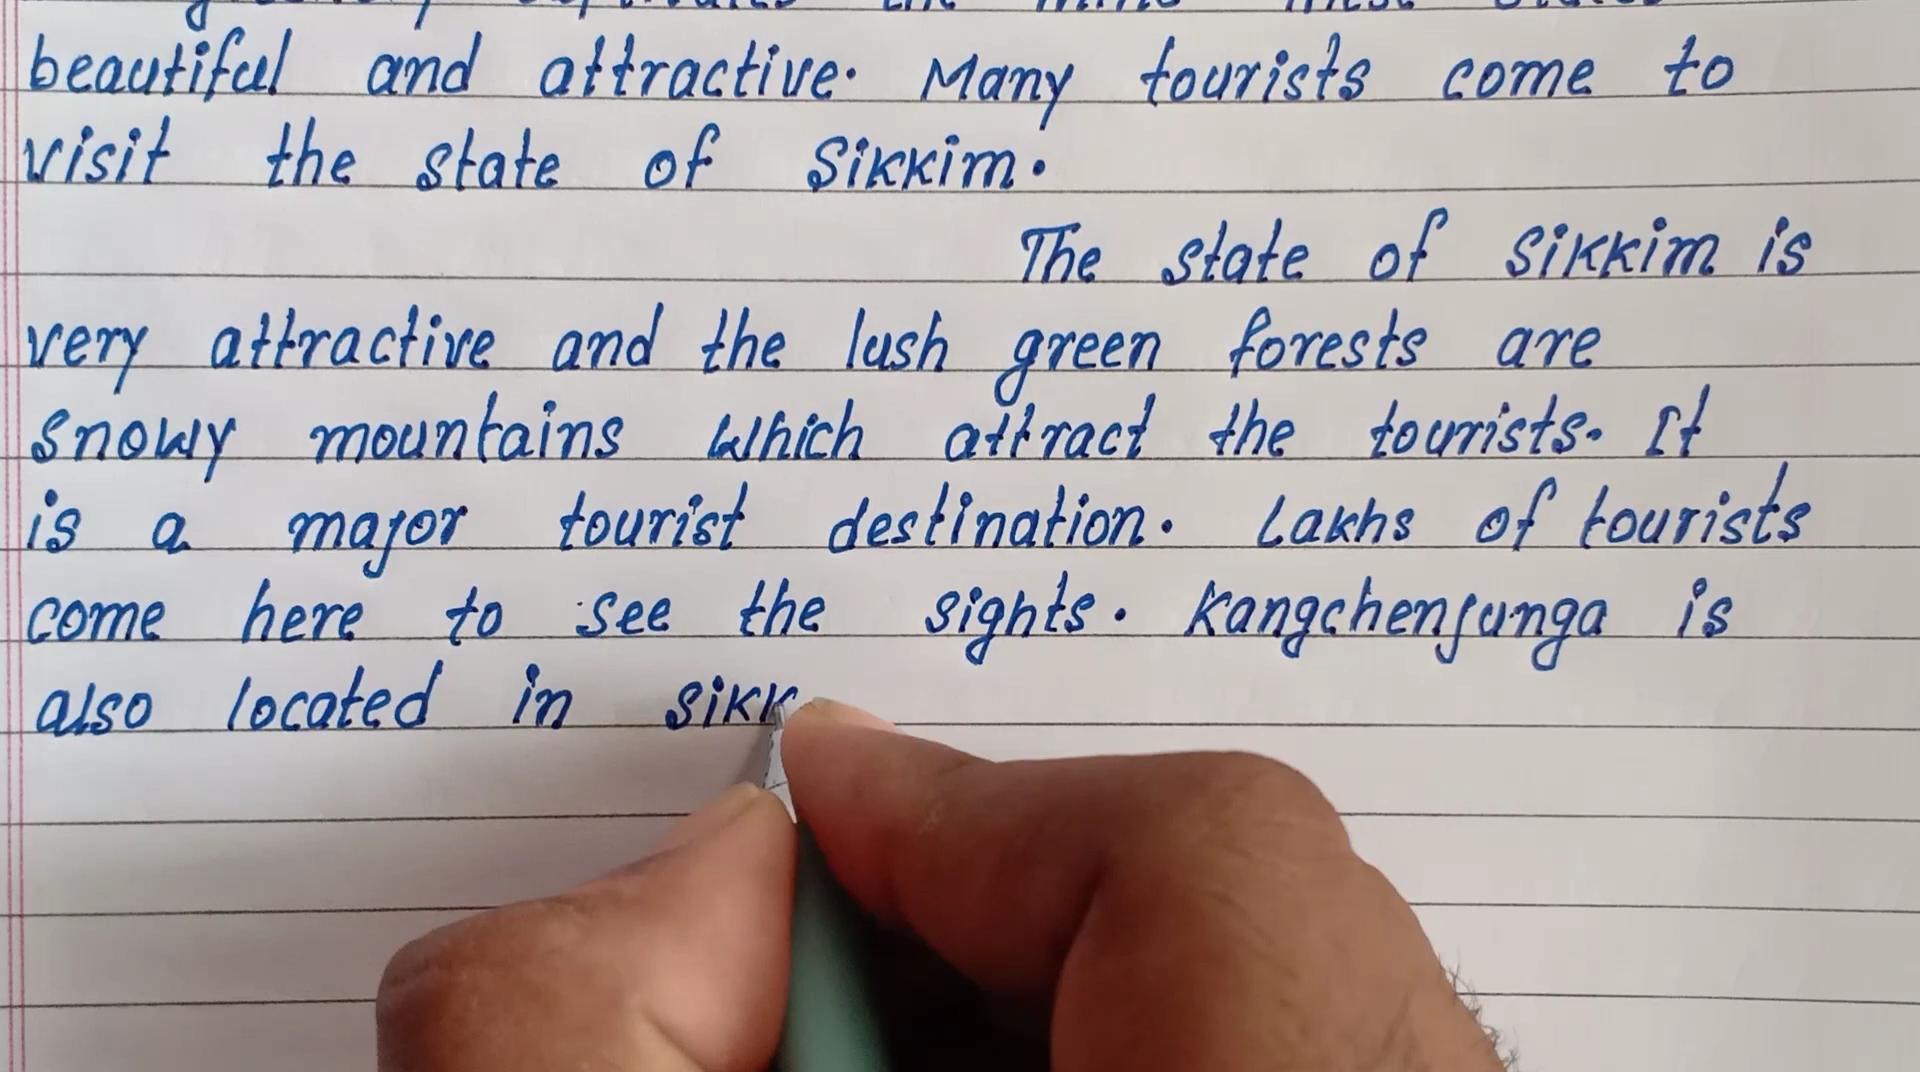 beautiful and attractive. Many tourists come to
visit the state of Sikkim.
The state of Sikkim is
very attractive and the lush green forests are
snowy mountains which attract the tourists. It
is a major tourist destination. Lakhs of tourists
come here to see the sights. Kangchenjunga is
also located in sikk